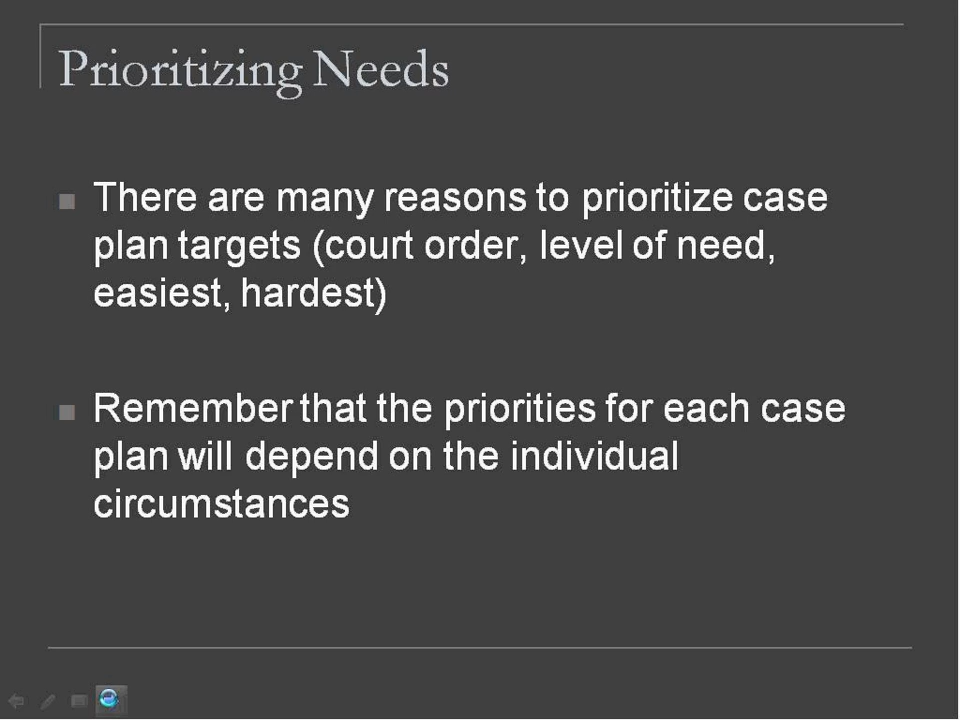 Prioritizing Needs
There are many reasons to prioritize case
plan targets (court order, level of need,
easiest, hardest)
Remember that the priorities for each case
plan will depend on the individual
circumstances